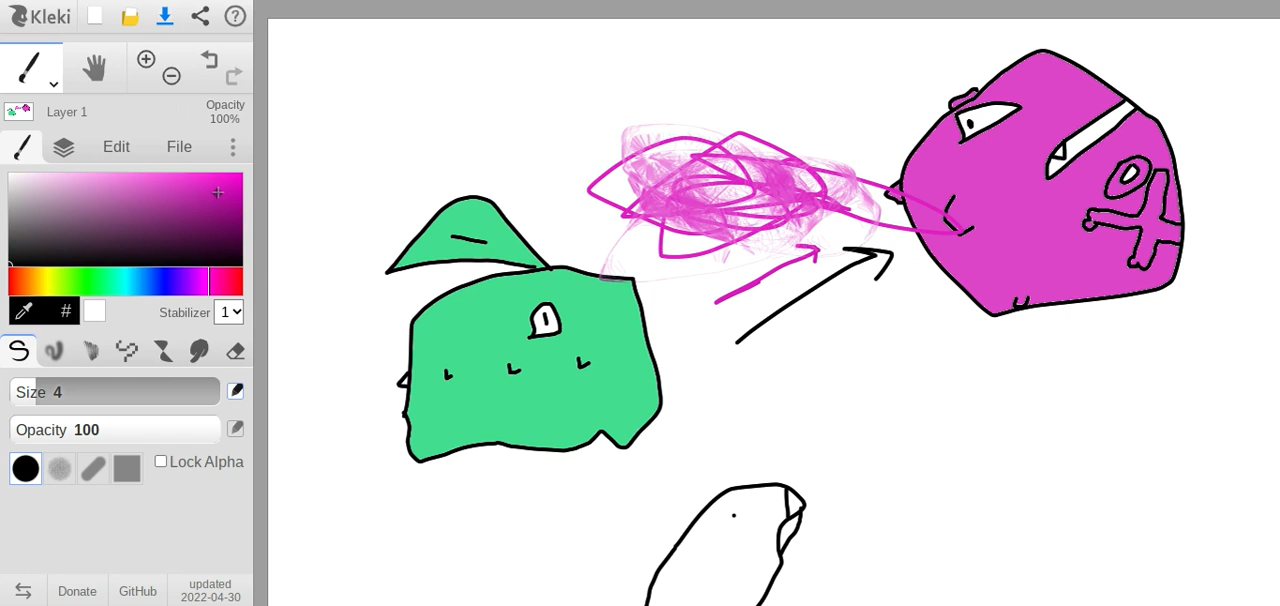 Kleki
?
Layer 1
Opacity
100%
Edit
File
#
Stabilizer 1
Size 4
Opacity 100
Lock Alpha
Donate
GitHub
updated
2022-04-30